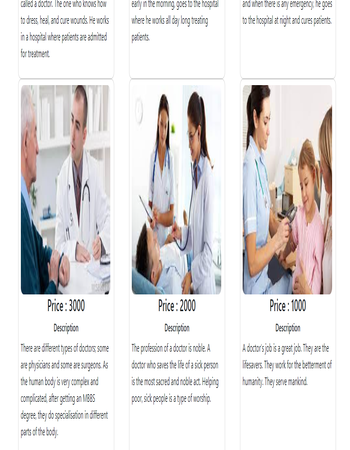 called a doctor. The one who knows how
to dress, heal, and cure wounds. He works
in a hospital where patients are admitted
for treatment.
early in the morning, goes to the hospital
where he works all day long treating
patients.
and when there is any emergency, he goes
to the hospital at night and cures patients.
Price : 3000
Description
There are different types of doctors; some
are physicians and some are surgeons. As
the human body is very complex and
complicated, after getting an MBBS
degree, they do specialisation in different
parts of the body.
Price : 2000
Description
The profession of a doctor is noble. A
doctor who saves the life of a sick person
is the most sacred and noble act. Helping
poor, sick people is a type of worship.
Price : 1000
Description
A doctor's job is a great job. They are the
lifesavers. They work for the betterment of
humanity. They serve mankind.